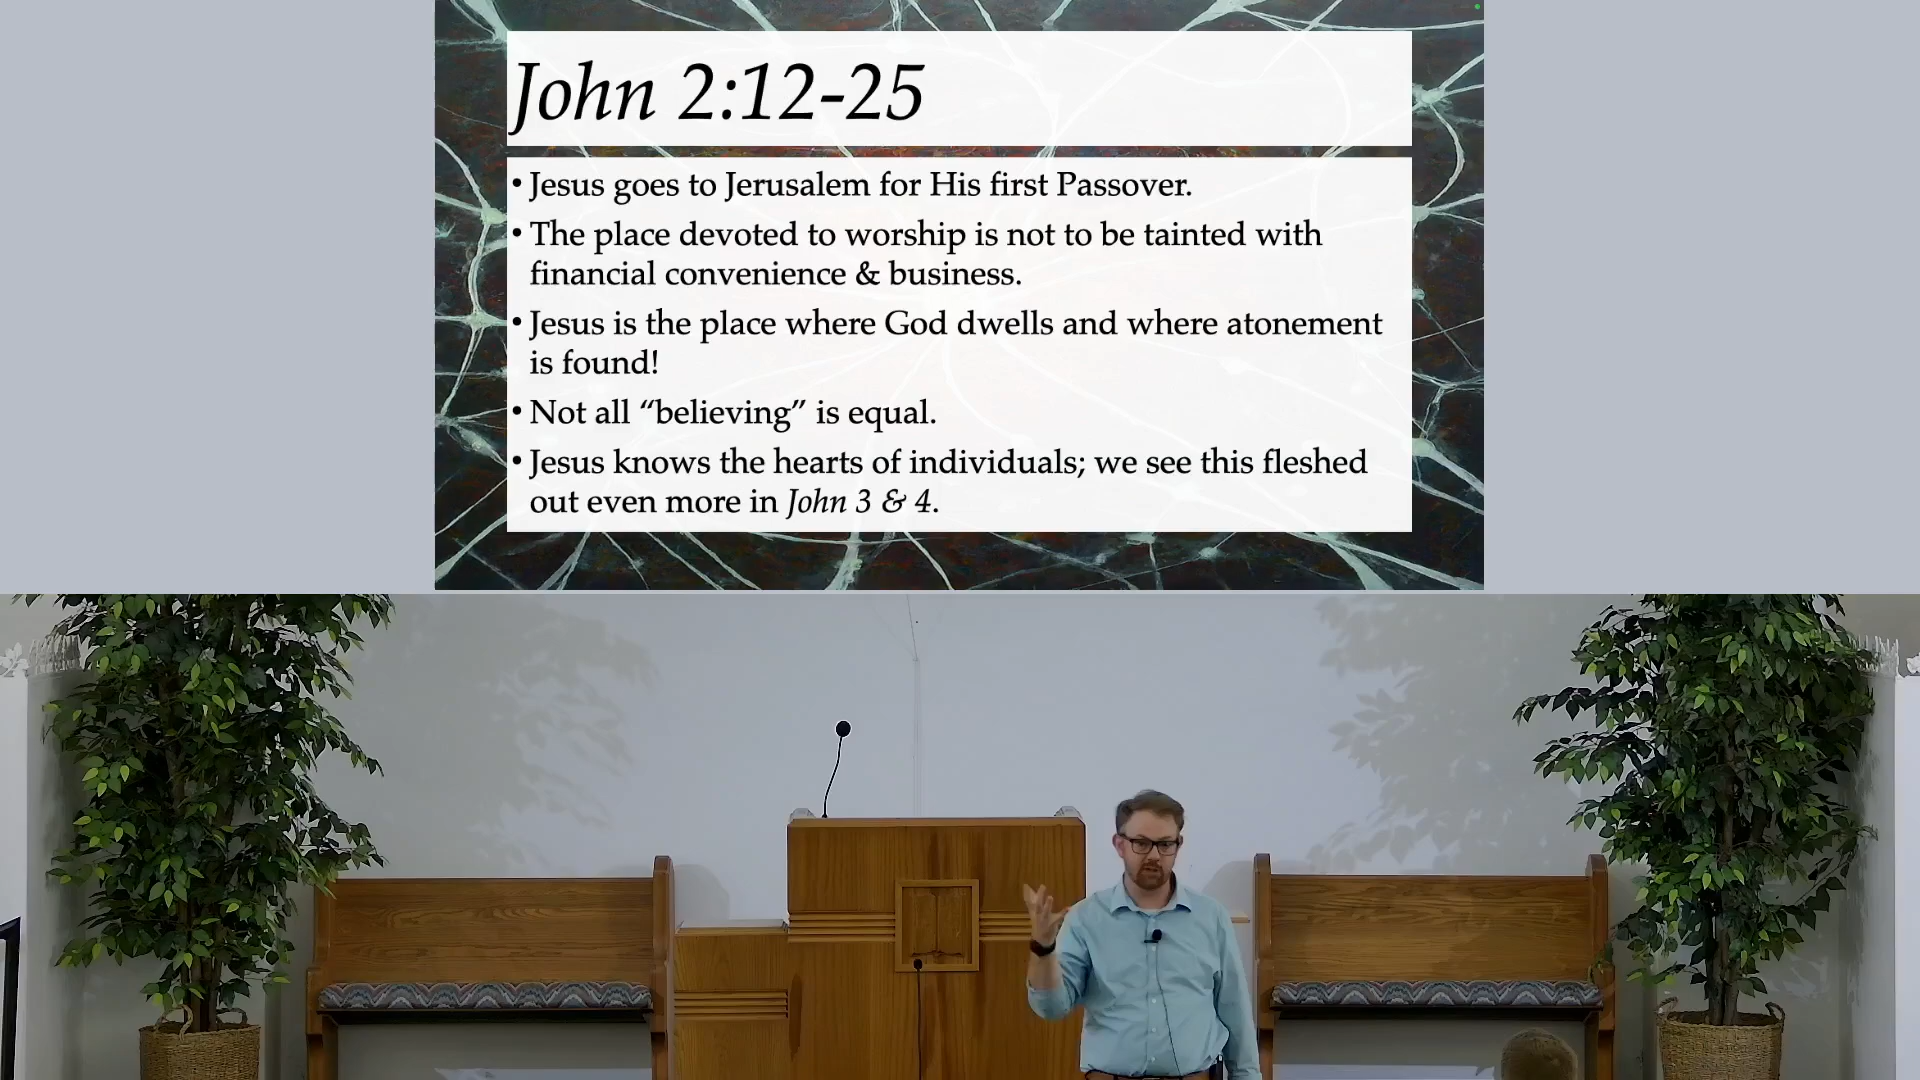 John 2:12-25
• Jesus goes to Jerusalem for His first Passover.
• The place devoted to worship is not to be tainted with
financial convenience & business.
• Jesus is the place where God dwells and where atonement
is found!
• Not all “believing” is equal.
• Jesus knows the hearts of individuals; we see this fleshed
out even more in John 3 & 4.